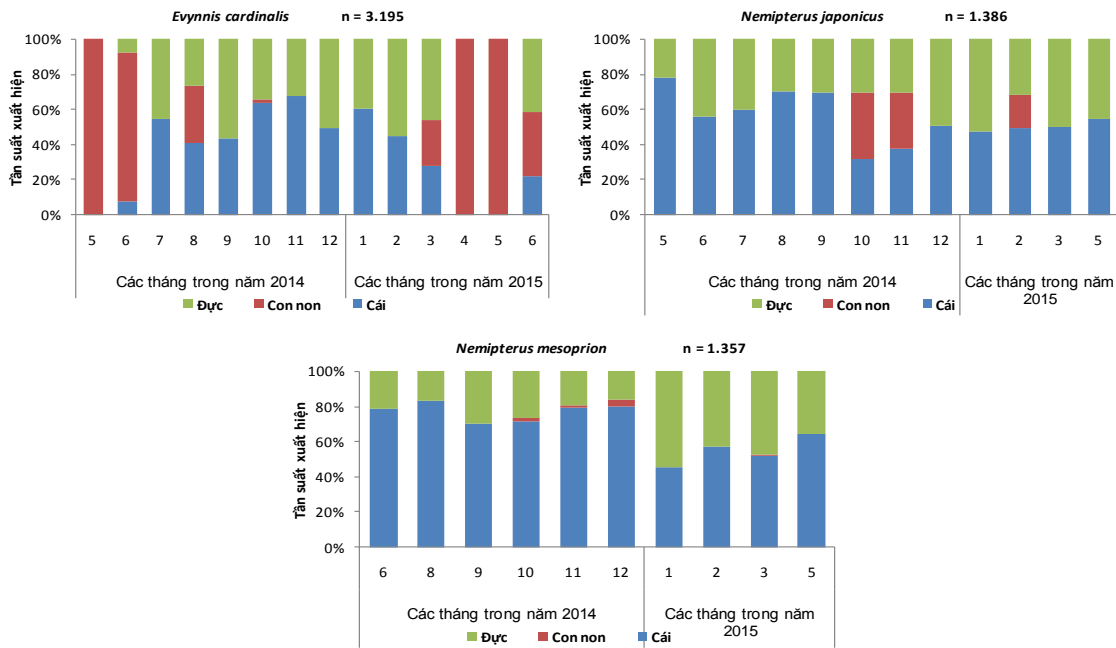 Evynnis cardinalis n = 3.195
Tần suất xuất hiện
100%
80%
60%
40%
20%
0%
5 6 7 8 9 10 11 12 1 2 3 4 5 6
Các tháng trong năm 2014 Các tháng trong năm 2015
Đực Con non Cái
Nemipterus japonicus n = 1.386
Tần suất xuất hiện
100%
80%
60%
40%
20%
0%
5 6 7 8 9 10 11 12 1 2 3 5
Các tháng trong năm 2014 Các tháng trong năm
2015
Đực Con non Cái
Nemipterus mesoprion n = 1.357
Tần suất xuất hiện
100%
80%
60%
40%
20%
0%
6 8 9 10 11 12 1 2 3 5
Các tháng trong năm 2014 Các tháng trong năm
2015
Đực Con non Cái